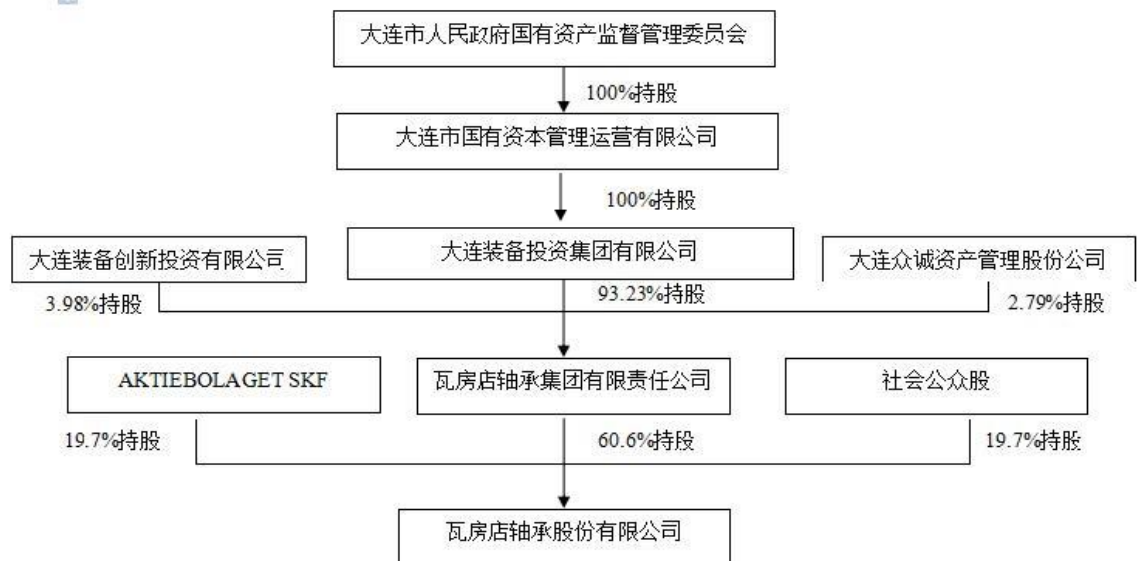 大连市人民政府国有资产监督管理委员会
100%持股
大连市国有资本管理运营有限公司
100%持股
大连装备创新投资有限公司
大连装备投资集团有限公司
大连众诚资产管理股份公司
3.98%持股
93.23%持股
2.79%持股
AKTIEBOLAGET SKF
瓦房店轴承集团有限责任公司
社会公众股
19.7%持股
60.6%持股
19.7%持股
瓦房店轴承股份有限公司